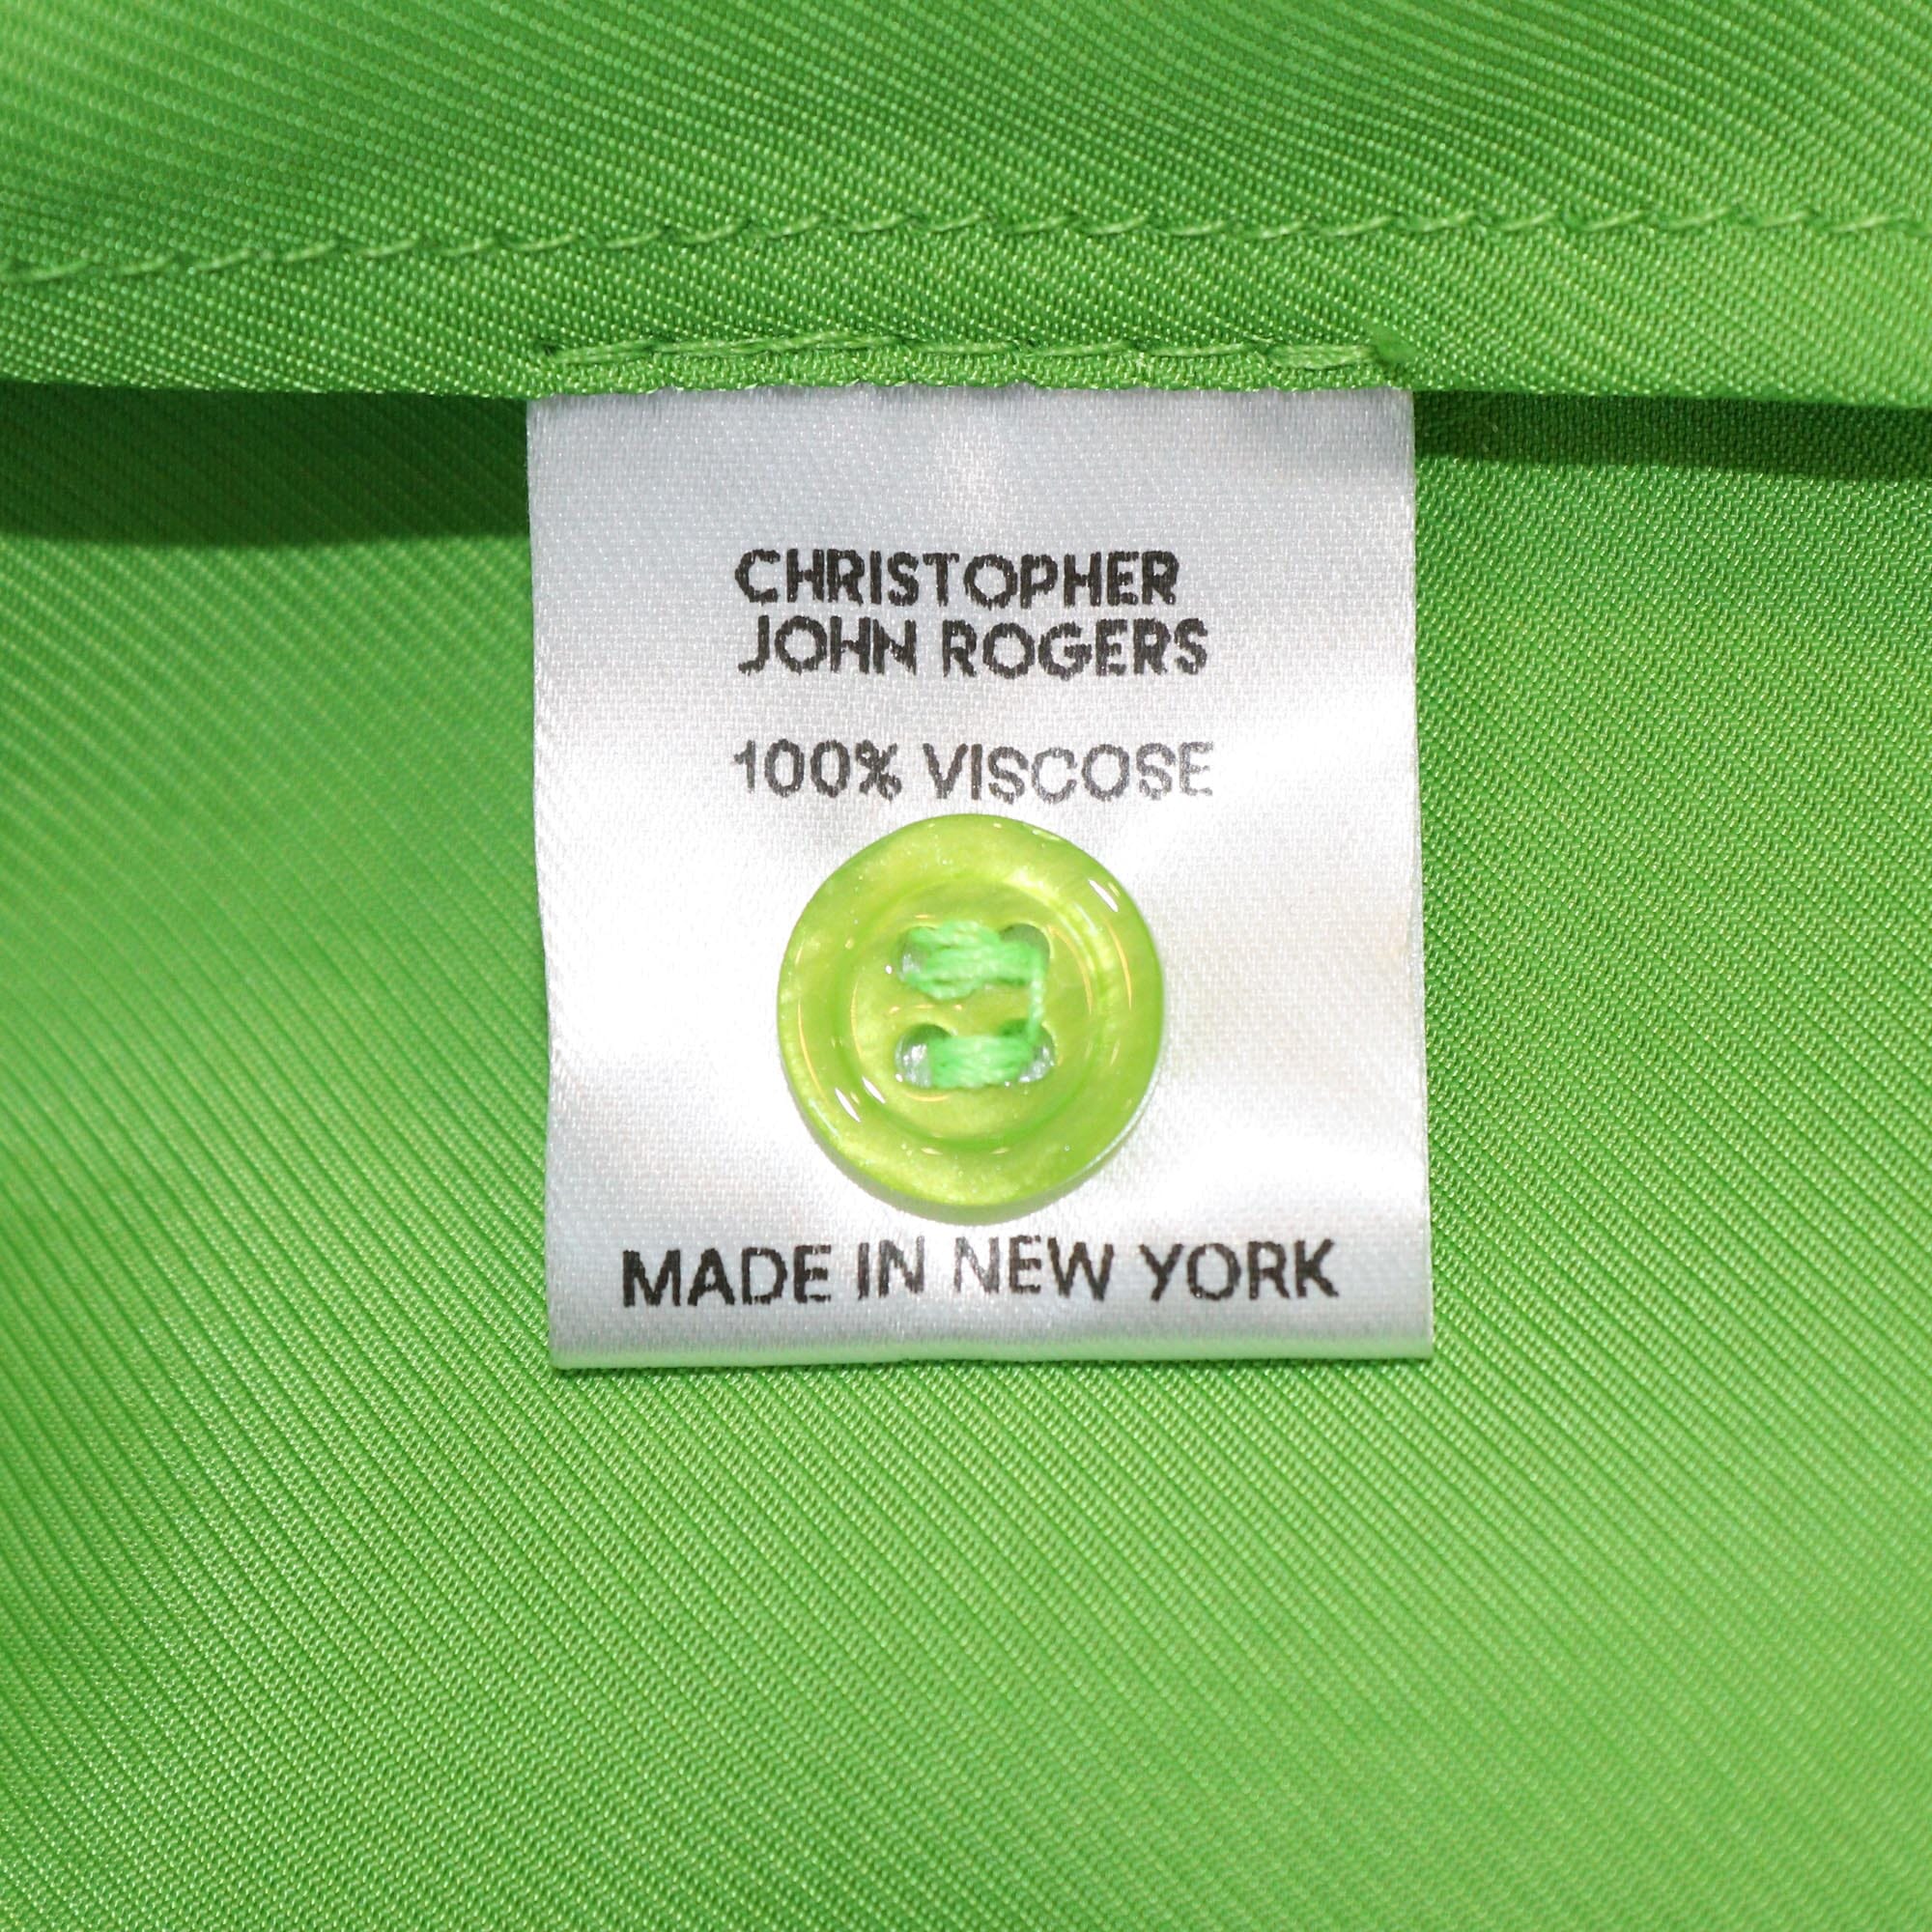 CHRISTOPHER
JOHN ROGERS
100% VISCOSE
MADE IN NEW YORK